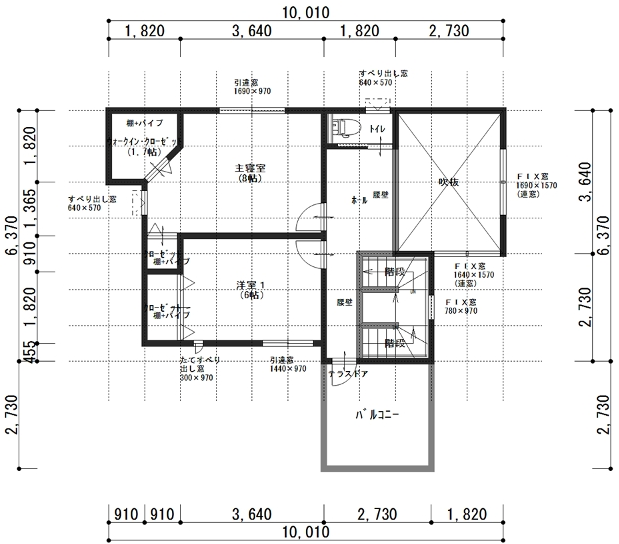 10,010
1,820
3,640
1,820
2,730
引違窓
1690×970
すべり出し窓
640×570
棚+パイプ
ウォークイン・クローゼット
(1.7帖)
トイレ
主寝室
(8帖)
ホール
腰壁
吹抜
FIX窓
1690×1570
(連窓)
すべり出し窓
640×570
クローゼット
棚+パイプ
洋室1
(6帖)
クローゼット
棚+パイプ
腰壁
階段
階段
FIX窓
1640×1570
(連窓)
FIX窓
780×970
たてすべり
出し窓
300×970
引違窓
1440×970
テラスドア
バルコニー
6,370
1,820
1,365
910
1,820
455
2,730
3,640
2,730
6,370
2,730
910
910
3,640
2,730
1,820
10,010